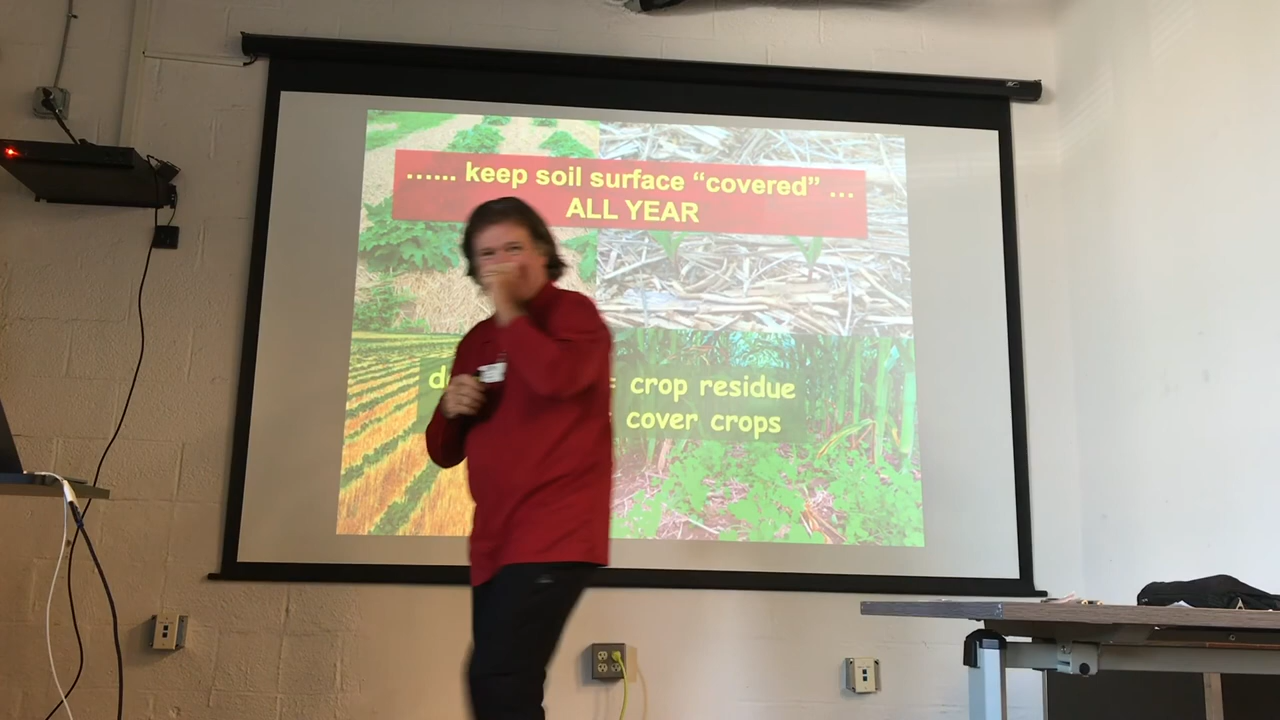 …... keep soil surface “covered” …
ALL YEAR
= crop residue
cover crops